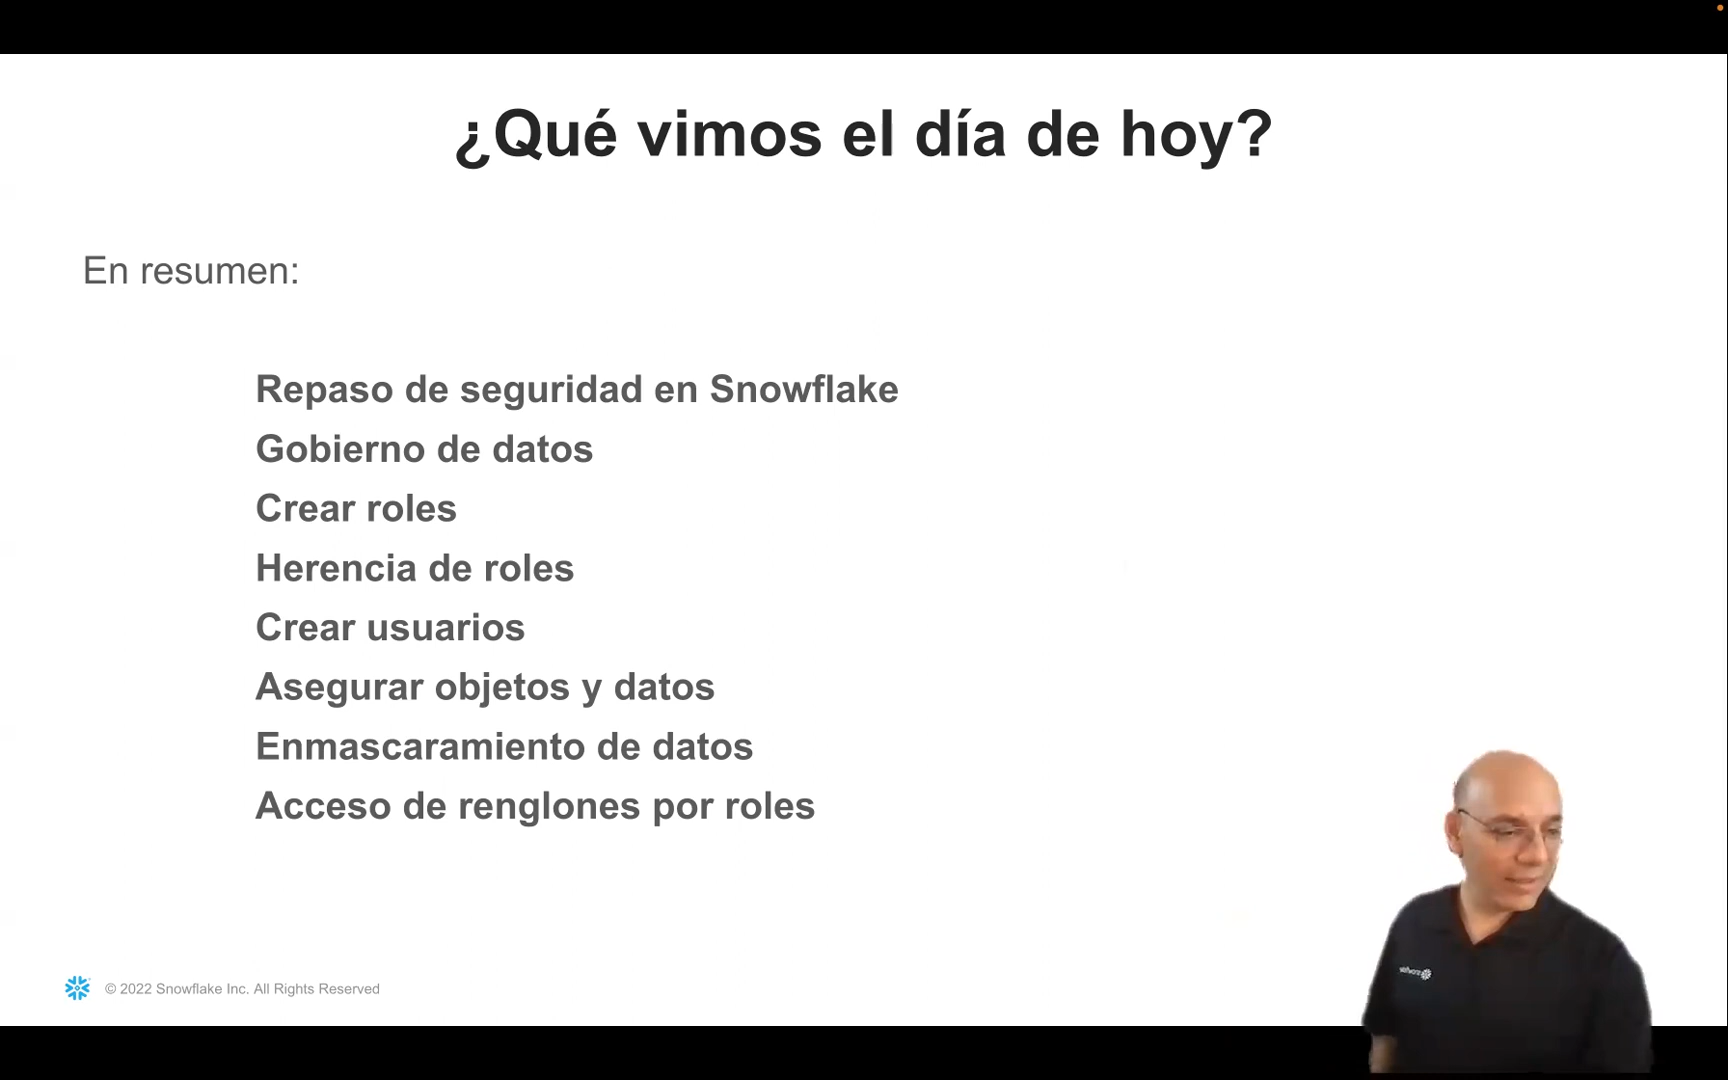 ¿Qué vimos el día de hoy?
En resumen:
Repaso de seguridad en Snowflake
Gobierno de datos
Crear roles
Herencia de roles
Crear usuarios
Asegurar objetos y datos
Enmascaramiento de datos
Acceso de renglones por roles
© 2022 Snowflake Inc. All Rights Reserved